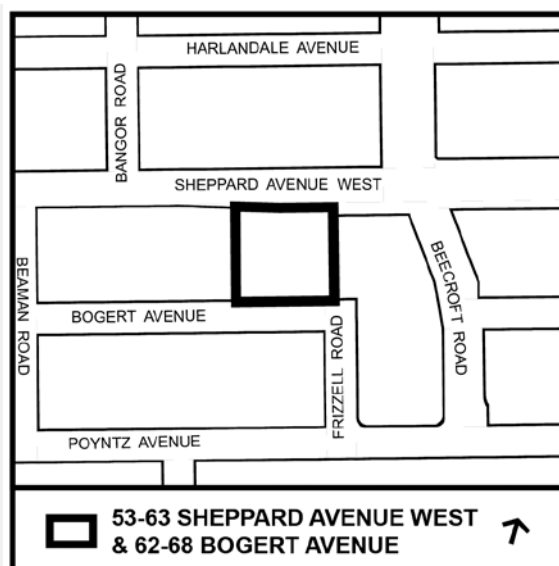 HARLANDALE AVENUE
BANGOR ROAD
SHEPPARD AVENUE WEST
BEAMAN ROAD
BOGERT AVENUE
BEECROFT ROAD
FRIZZELL ROAD
POYNTZ AVENUE
53-63 SHEPPARD AVENUE WEST
& 62-68 BOGERT AVENUE